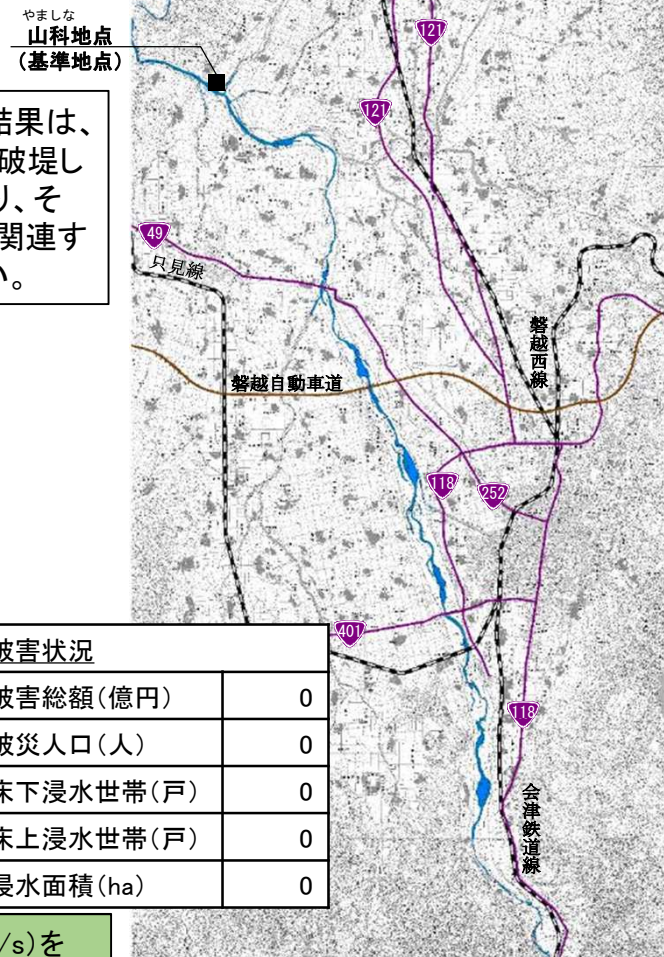 やましな
山科地点
(基準地点)
結果は、
破堤し
り、そ
関連す
い。
121
121
49
只見線
磐越西線
磐越自動車道
118
252
401
被害状況
被害総額(億円) 0
被災人口(人) 0
床下浸水世帯(戸) 0
床上浸水世帯(戸) 0
浸水面積(ha) 0
118
会津鉄道線
/s)を